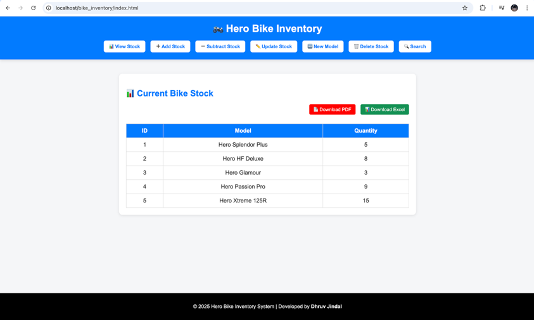 localhost/bike_inventory/index.html
Hero Bike Inventory
View Stock Add Stock Subtract Stock Update Stock New Model Delete Stock Search
Current Bike Stock
Download PDF Download Excel
ID Model Quantity
1 Hero Splendor Plus 5
2 Hero HF Deluxe 8
3 Hero Glamour 3
4 Hero Passion Pro 9
5 Hero Xtreme 125R 15
© 2025 Hero Bike Inventory System | Developed by Dhruv Jindal